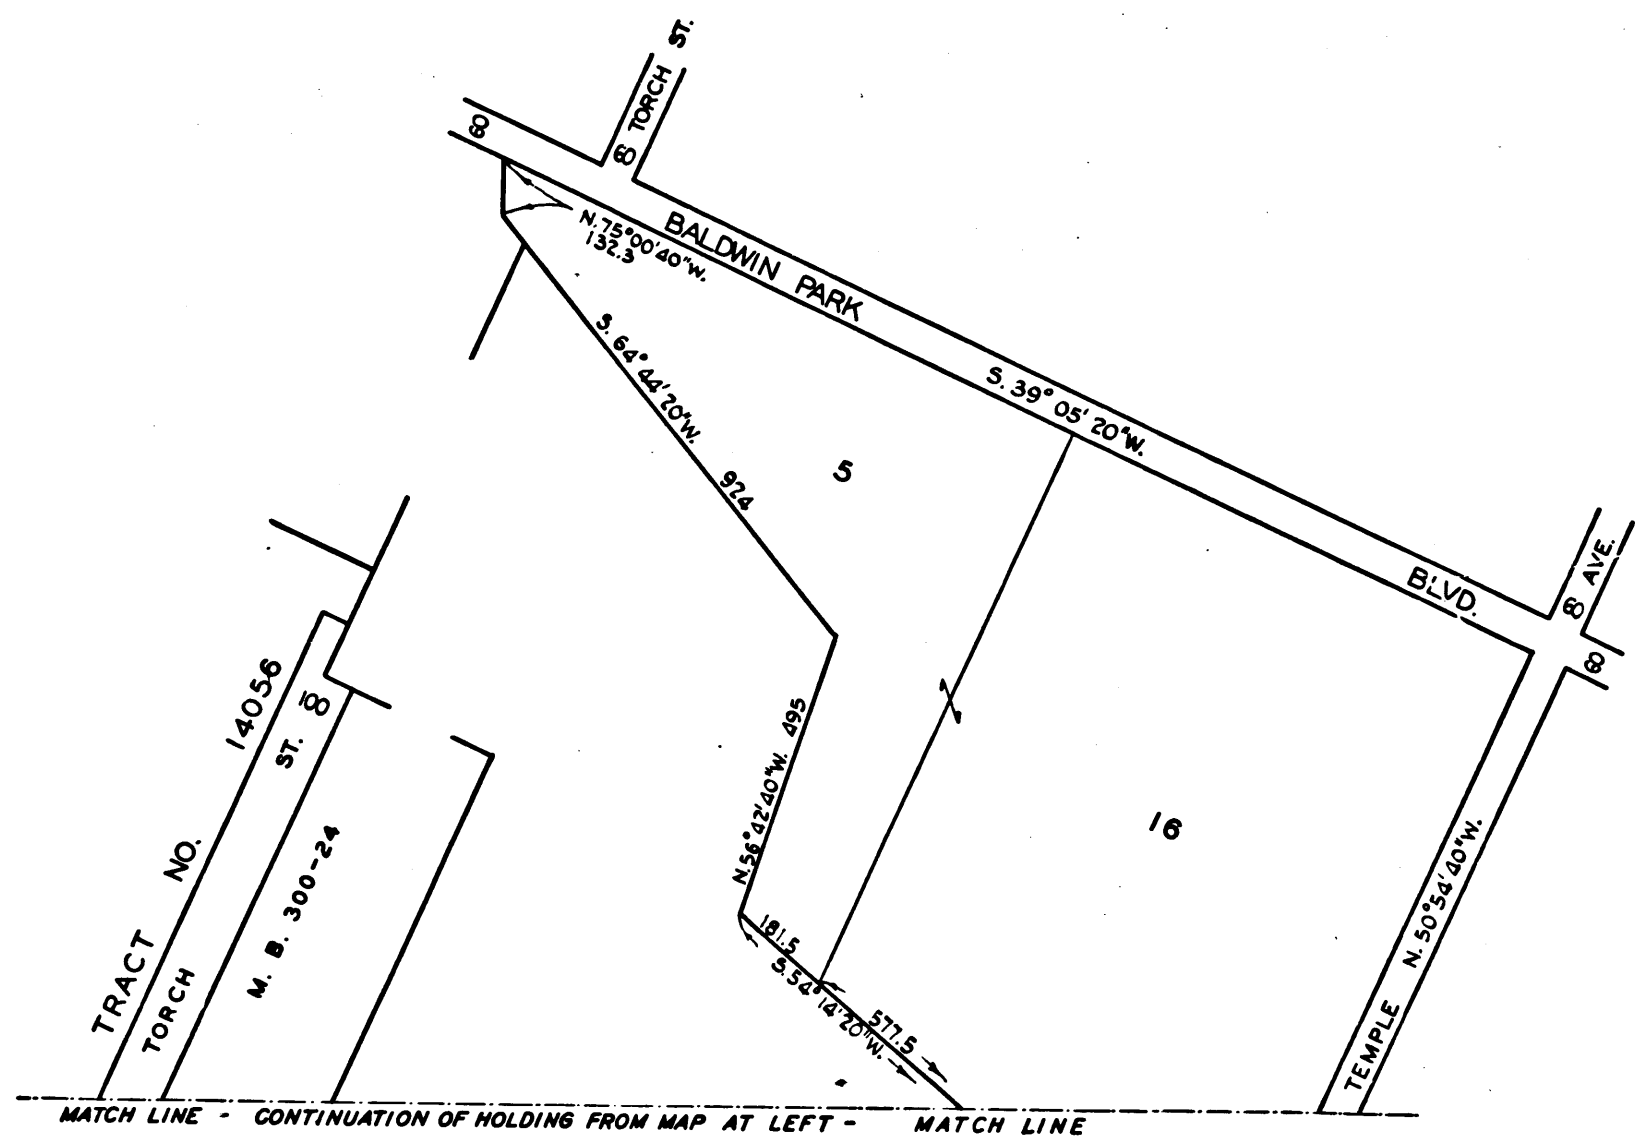 TORCH ST.
60
60
N.75°00'40"W.
132.3
BALDWIN PARK BLVD.
S. 39° 05' 20"W.
S. 64° 44' 20"W. 924
5
60 AVE.
60
14056
ST. 100
N.56°42'40"W. 495
16
TRACT NO.
M. B. 300-24
TORCH
181.5
S.54°14'20"W.
577.5
TEMPLE N. 50°54'40"W.
MATCH LINE - CONTINUATION OF HOLDING FROM MAP AT LEFT - MATCH LINE